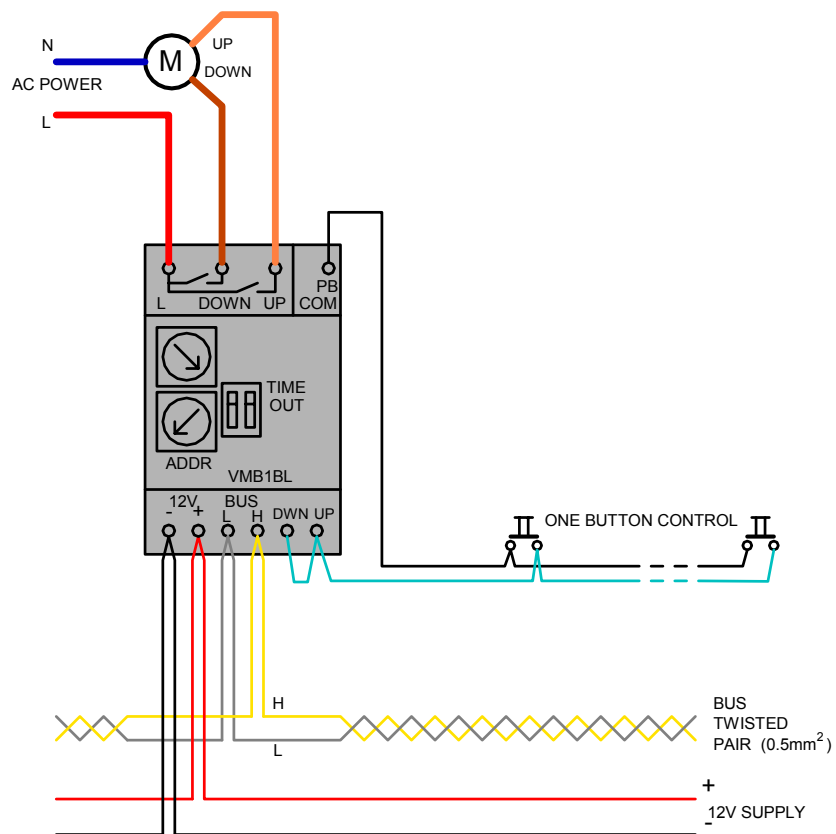 N
UP
M
DOWN
AC POWER
L
PB
L DOWN UP COM
TIME
OUT
ADDR
VMB1BL
12V BUS
- + L H DWN UP
ONE BUTTON CONTROL
H
BUS
TWISTED
L
PAIR (0.5mm²)
+
12V SUPPLY
-